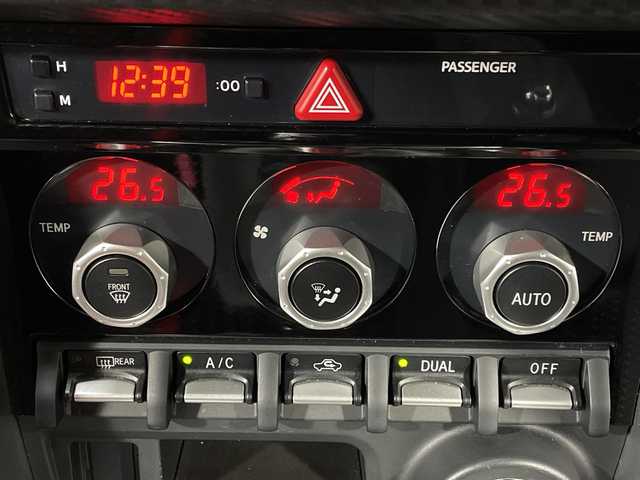 H
12:39 :00
PASSENGER
M
26.5
26.5
TEMP
TEMP
FRONT
AUTO
REAR
A/C
DUAL
OFF